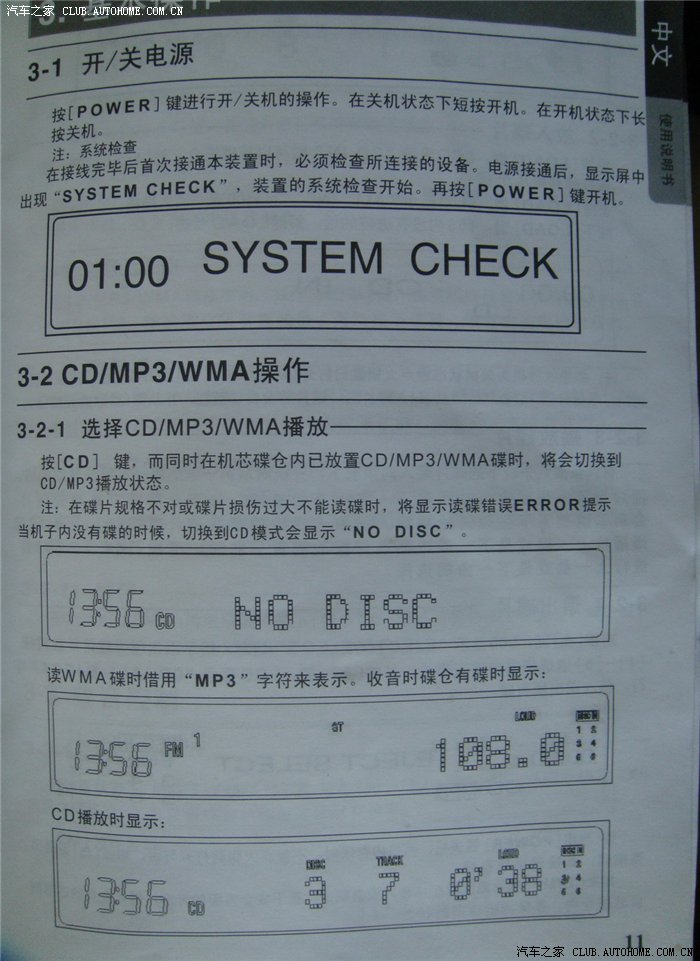 汽车之家 CLUB.AUTOHOME.COM.CN
中文
使用说明书
3-1 开/关电源
按[POWER]键进行开/关机的操作。在关机状态下短按开机。在开机状态下长
按关机。
注：系统检查
在接线完毕后首次接通本装置时，必须检查所连接的设备。电源接通后，显示屏中
出现“SYSTEM CHECK”，装置的系统检查开始。再按[POWER]键开机。
01:00 SYSTEM CHECK
3-2 CD/MP3/WMA操作
3-2-1 选择CD/MP3/WMA播放
按[CD] 键，而同时在机芯碟仓内已放置CD/MP3/WMA碟时，将会切换到
CD/MP3播放状态。
注：在碟片规格不对或碟片损伤过大不能读碟时，将显示读碟错误ERROR提示
当机子内没有碟的时候，切换到CD模式会显示“NO DISC”。
13:56 CD NO DISC
读WMA碟时借用“MP3”字符来表示。收音时碟仓有碟时显示：
ST LOUD DISC IN
13:56 FM 1 108.0 1 2
3 4
5 6
CD播放时显示：
DISC TRACK LOUD DISC IN
13:56 CD 3 7 0'38 1 2
3 4
5 6
11
汽车之家 CLUB.AUTOHOME.COM.CN